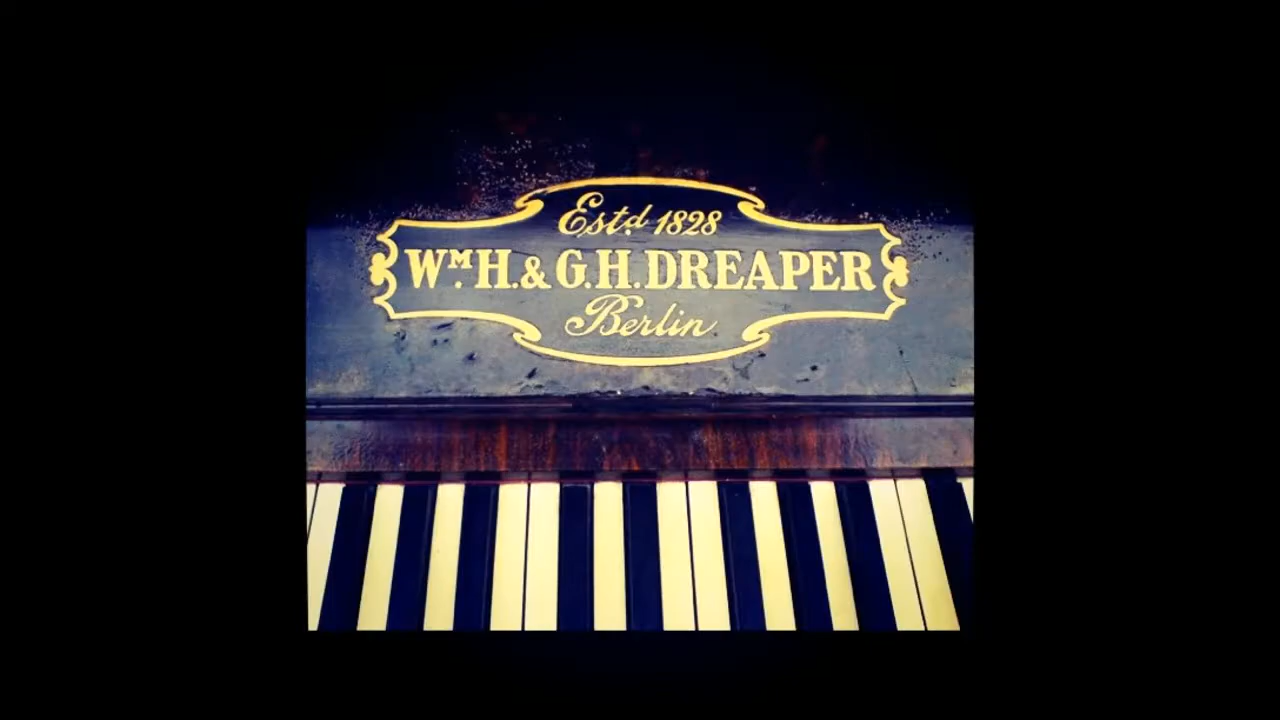 Estd. 1828
Wᴹ. H. & G. H. DREAPER
Berlin